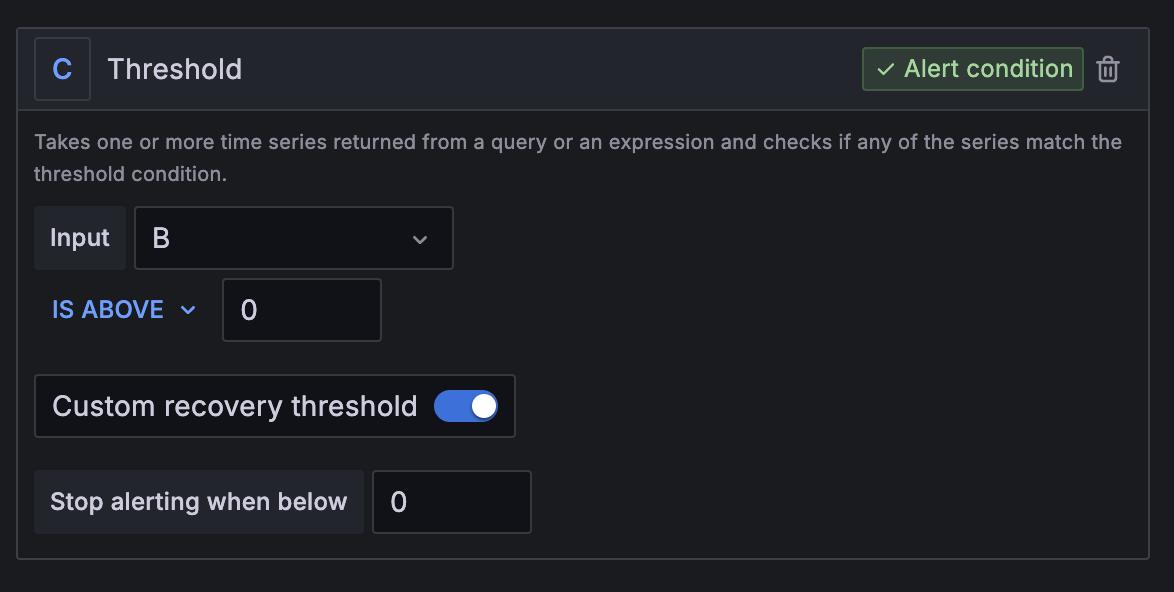 C Threshold Alert condition
Takes one or more time series returned from a query or an expression and checks if any of the series match the
threshold condition.
Input B
IS ABOVE 0
Custom recovery threshold
Stop alerting when below 0